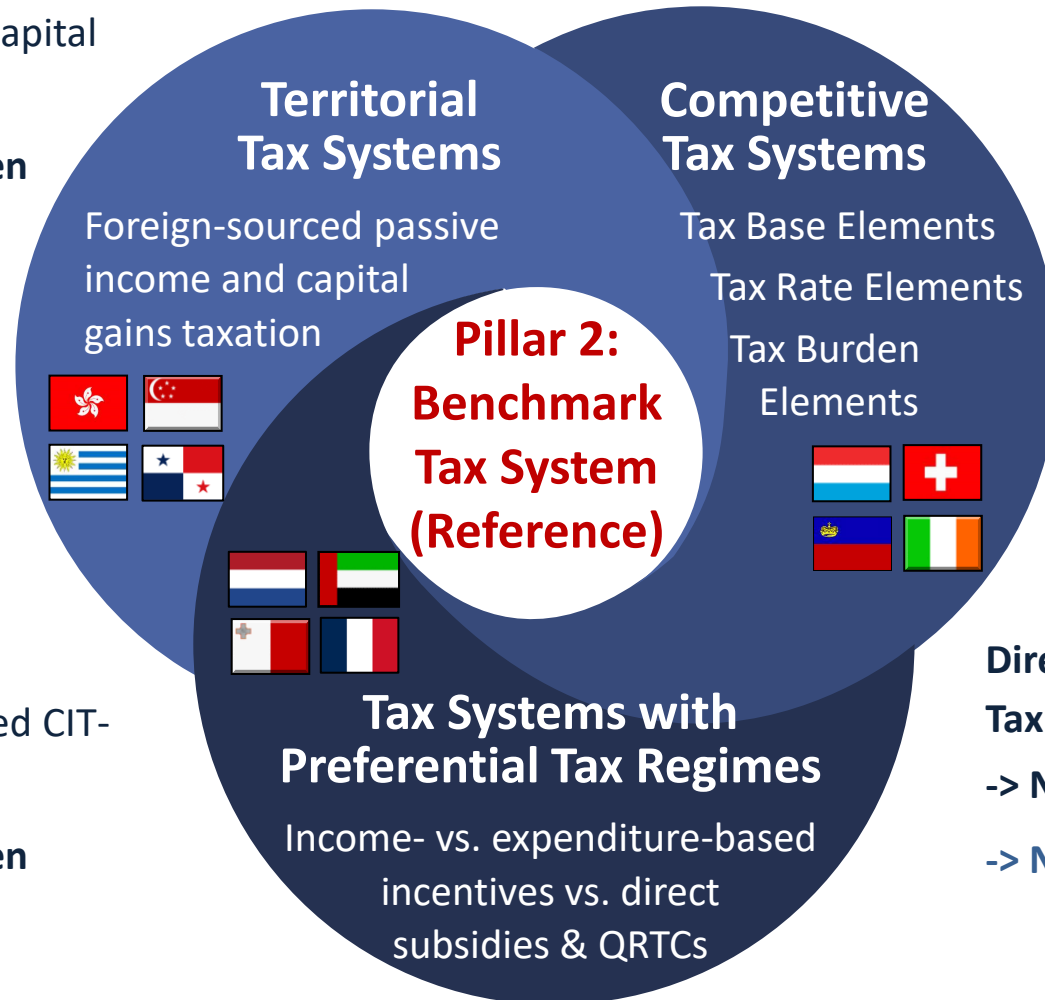 apital
en
Territorial
Tax Systems
Foreign-sourced passive
income and capital
gains taxation
Competitive
Tax Systems
Tax Base Elements
Tax Rate Elements
Tax Burden
Elements
Pillar 2:
Benchmark
Tax System
(Reference)
Tax Systems with
Preferential Tax Regimes
Income- vs. expenditure-based
incentives vs. direct
subsidies & QRTCs
ed CIT-
en
Dire
Tax
-> N
-> N